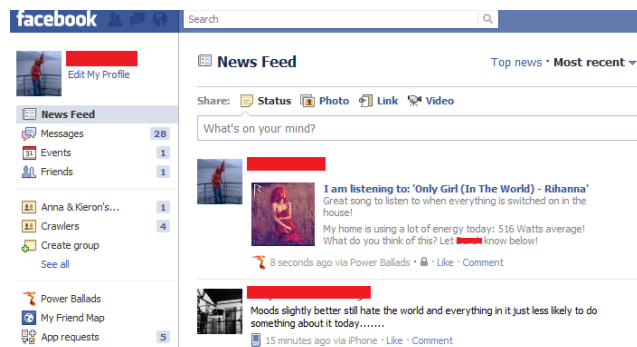 facebook
Search
Edit My Profile
News Feed
Messages 28
31 Events 1
Friends 1
Anna & Kieron's... 1
Crawlers 4
Create group
See all
Power Ballads
My Friend Map
App requests 5
News Feed
Top news · Most recent
Share: Status Photo Link Video
What's on your mind?
I am listening to: 'Only Girl (In The World) - Rihanna'
Great song to listen to when everything is switched on in the
house!
My home is using a lot of energy today: 516 Watts average!
What do you think of this? Let know below!
8 seconds ago via Power Ballads · Like · Comment
Moods slightly better still hate the world and everything in it just less likely to do
something about it today.......
15 minutes ago via iPhone · Like · Comment